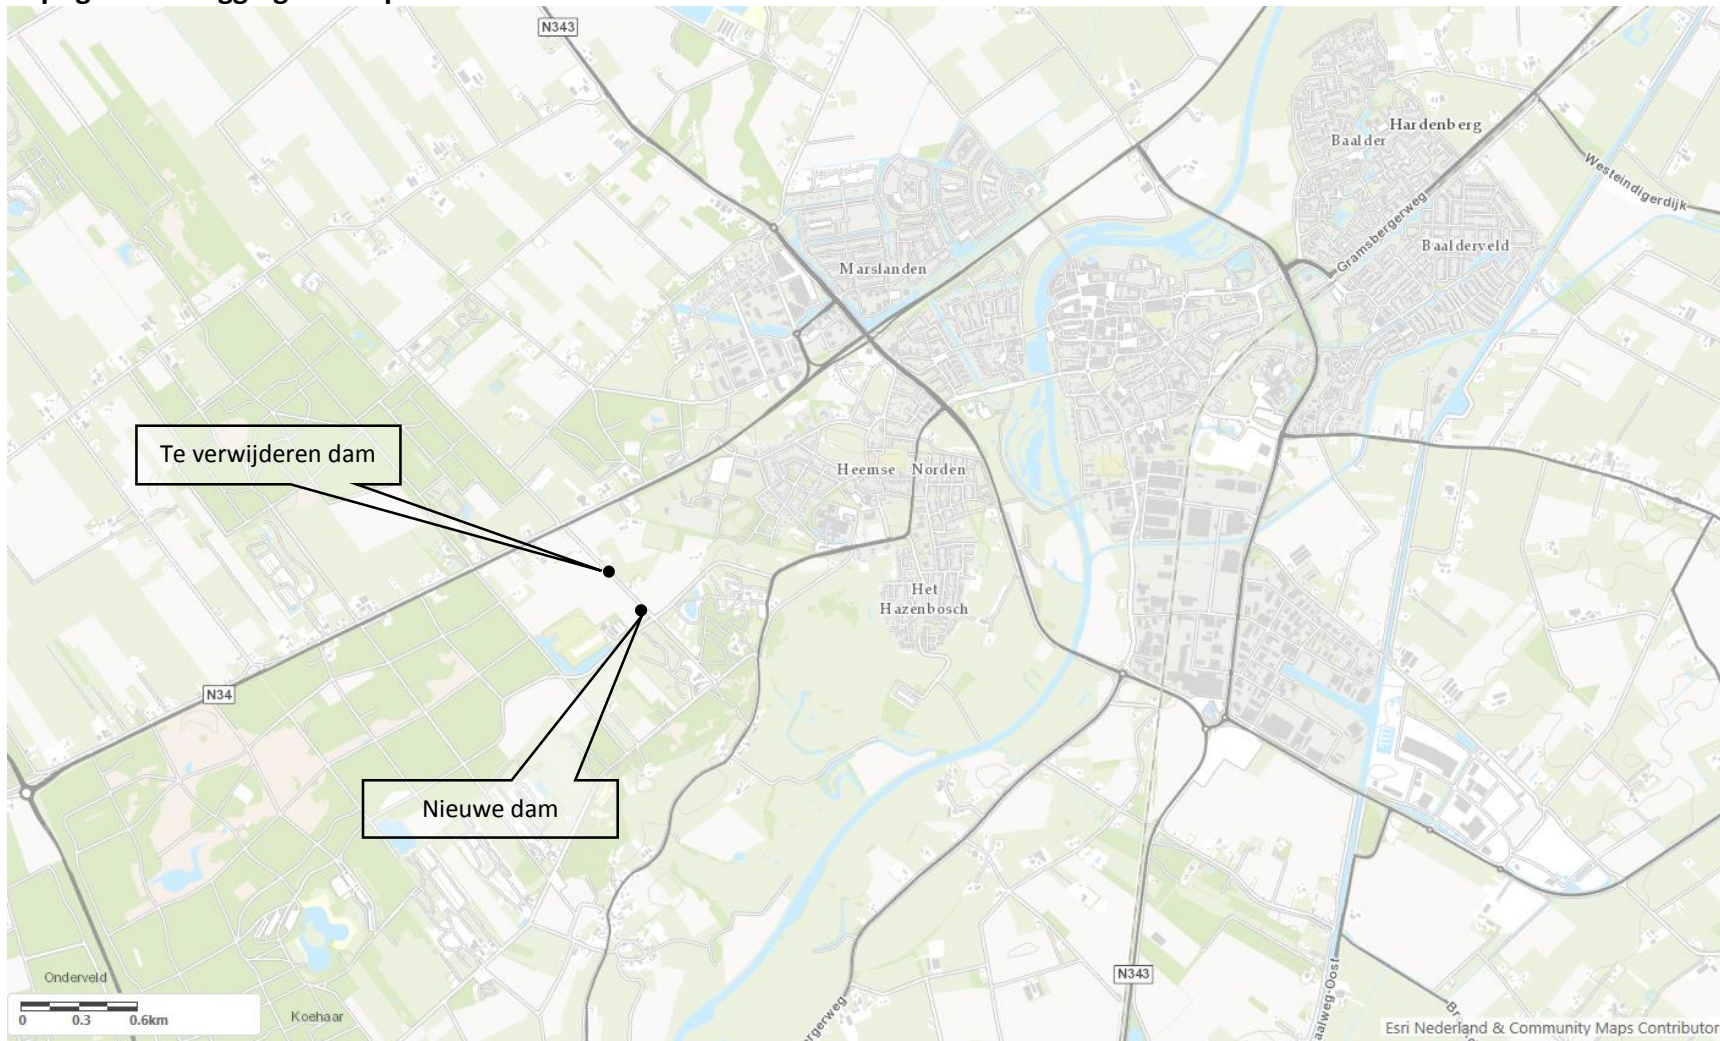 N343
Hardenberg
Baalder
Westeindigerdijk
Gramsbergerweg
Baalderveld
Marslanden
Te verwijderen dam
Heemse Norden
Het
Hazenbosch
N34
Nieuwe dam
Onderveld
Koehaar
N343
0 0.3 0.6km
Esri Nederland & Community Maps Contributor